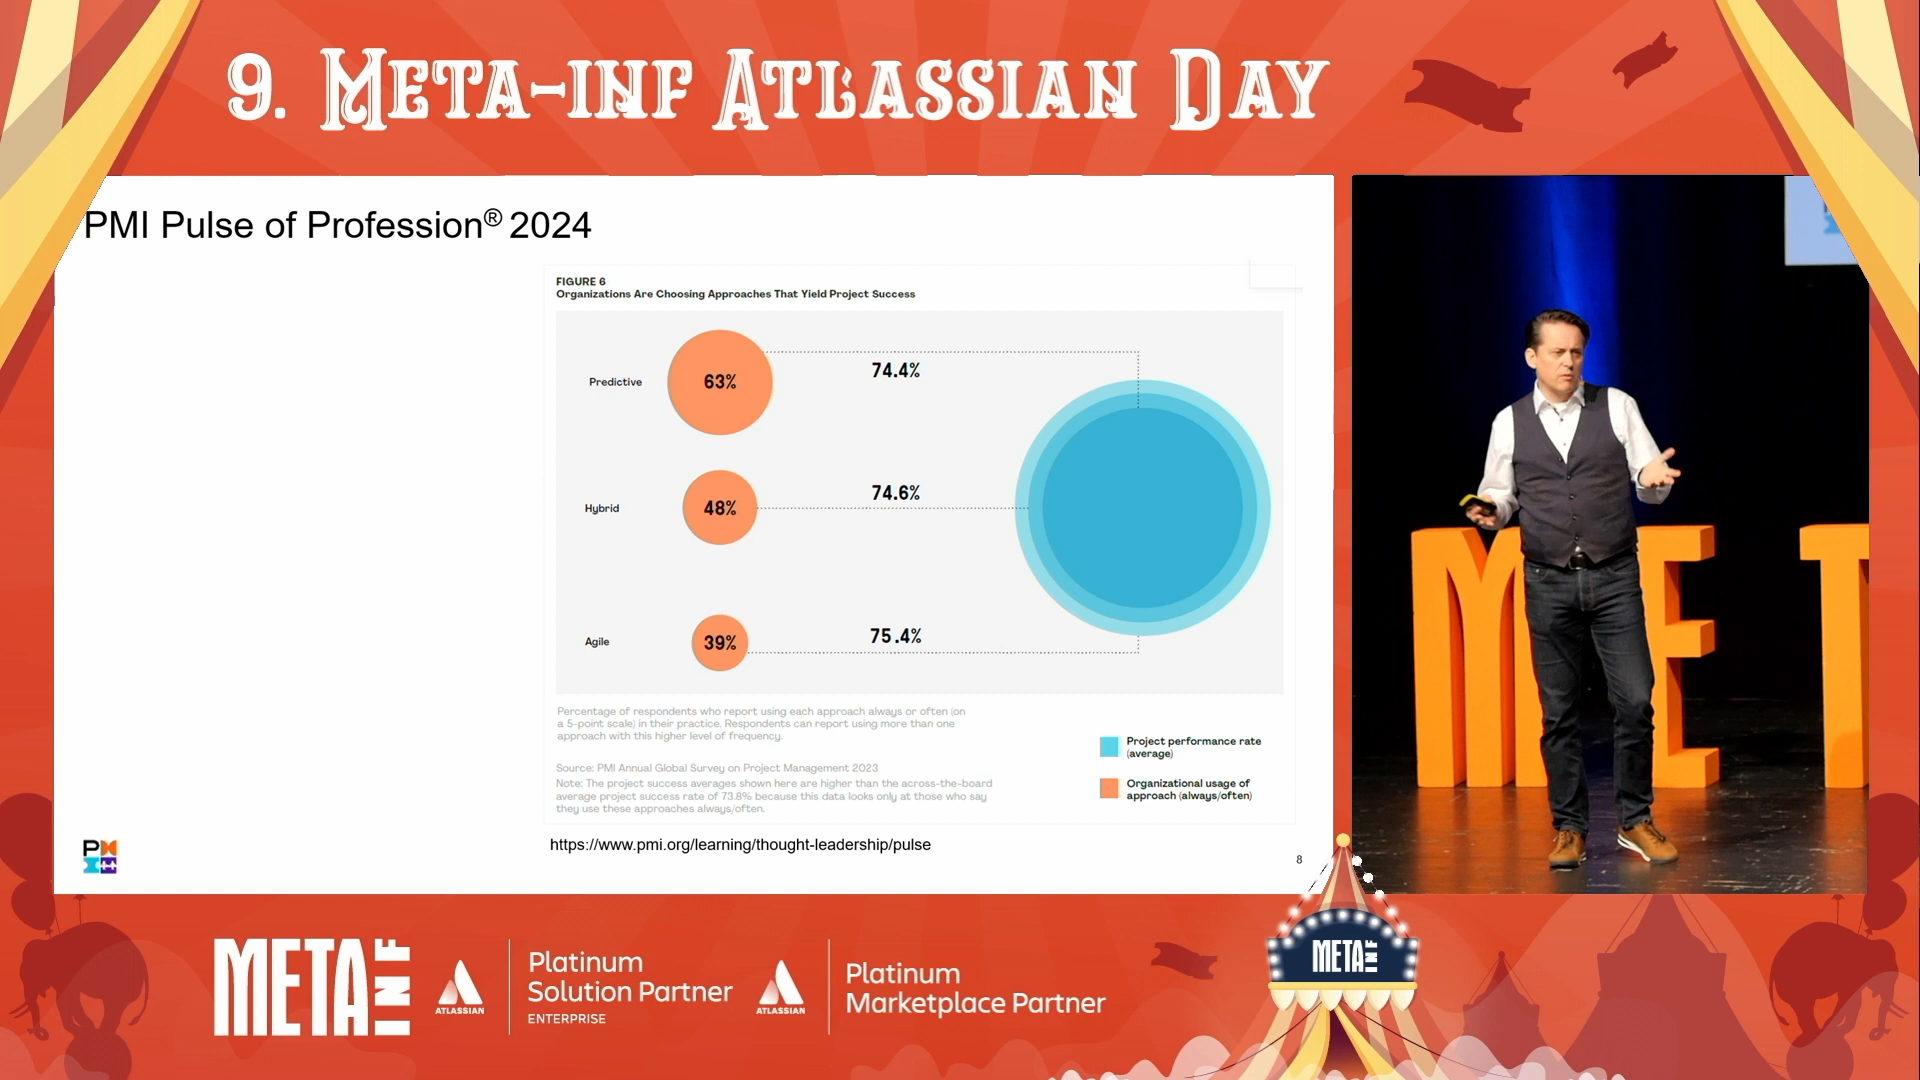 9. META-INF ATLASSIAN DAY
PMI Pulse of Profession® 2024
FIGURE 6
Organizations Are Choosing Approaches That Yield Project Success
Predictive
63%
74.4%
Hybrid
48%
74.6%
Agile
39%
75.4%
Percentage of respondents who report using each approach always or often (on
a 5-point scale) in their practice. Respondents can report using more than one
approach with this higher level of frequency.
Source: PMI Annual Global Survey on Project Management 2023
Note: The project success averages shown here are higher than the across-the-board
average project success rate of 73.8% because this data looks only at those who say
they use these approaches always/often.
Project performance rate
(average)
Organizational usage of
approach (always/often)
https://www.pmi.org/learning/thought-leadership/pulse
8
PM
MET
META INF
ATLASSIAN
Platinum
Solution Partner
ENTERPRISE
ATLASSIAN
Platinum
Marketplace Partner
META INF